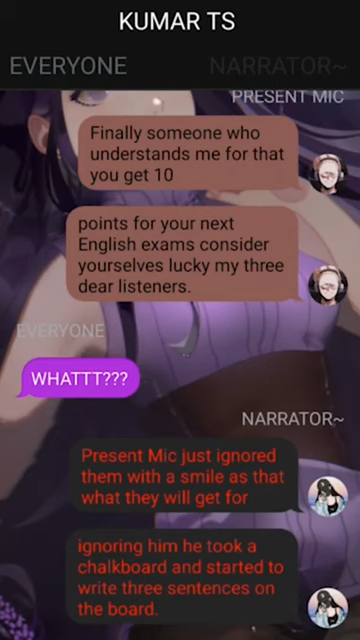 KUMAR TS
EVERYONE
NARRATOR~
PRESENT MIC
Finally someone who
understands me for that
you get 10
points for your next
English exams consider
yourselves lucky my three
dear listeners.
EVERYONE
WHATTT???
NARRATOR~
Present Mic just ignored
them with a smile as that
what they will get for
ignoring him he took a
chalkboard and started to
write three sentences on
the board.